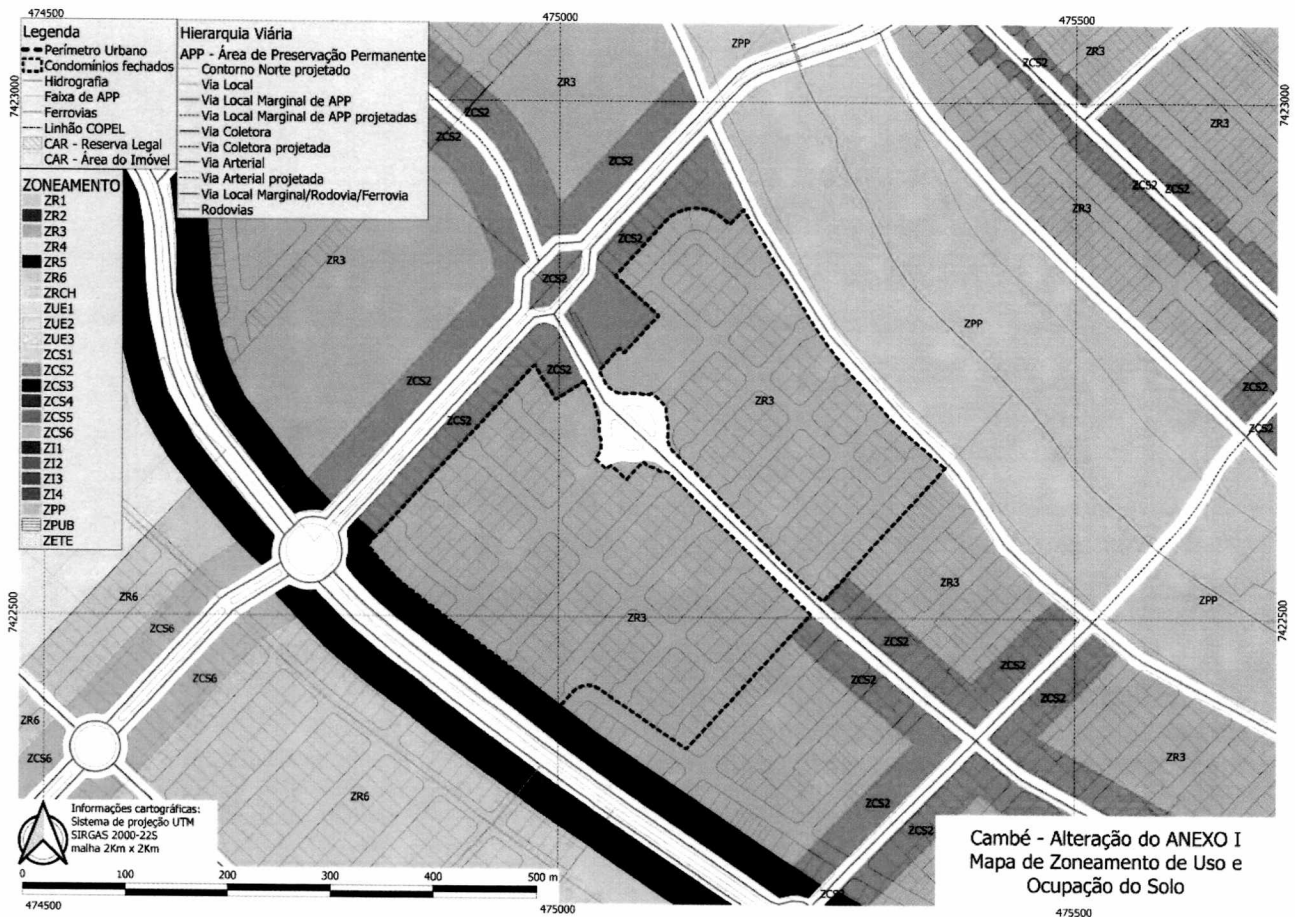 474500
475000
475500
Legenda
Perímetro Urbano
Condomínios fechados
Hidrografia
Faixa de APP
Ferrovias
Linhão COPEL
CAR - Reserva Legal
CAR - Área do Imóvel
Hierarquia Viária
APP - Área de Preservação Permanente
Contorno Norte projetado
Via Local
Via Local Marginal de APP
Via Local Marginal de APP projetadas
Via Coletora
Via Coletora projetada
Via Arterial
Via Arterial projetada
Via Local Marginal/Rodovia/Ferrovia
Rodovias
ZONEAMENTO
ZR1
ZR2
ZR3
ZR4
ZR5
ZR6
ZRCH
ZUE1
ZUE2
ZUE3
ZCS1
ZCS2
ZCS3
ZCS4
ZCS5
ZCS6
ZI1
ZI2
ZI3
ZI4
ZPP
ZPUB
ZETE
7423000
7423000
ZPP
ZR3
ZCS2
ZR3
ZCS2
ZCS2
ZR3
ZCS2
ZCS2
ZCS2
ZR3
ZCS2
ZR3
ZCS2
ZPP
ZCS2
ZCS2
ZCS2
ZR3
ZCS2
ZCS2
7422500
7422500
ZR6
ZR3
ZPP
ZCS6
ZR3
ZCS2
ZCS2
ZCS6
ZCS2
ZCS2
ZR6
ZCS6
ZR3
ZR6
ZCS2
ZCS2
ZCS2
Informações cartográficas:
Sistema de projeção UTM
SIRGAS 2000-22S
malha 2Km x 2Km
0 100 200 300 400 500 m
Cambé - Alteração do ANEXO I
Mapa de Zoneamento de Uso e
Ocupação do Solo
474500
475000
475500